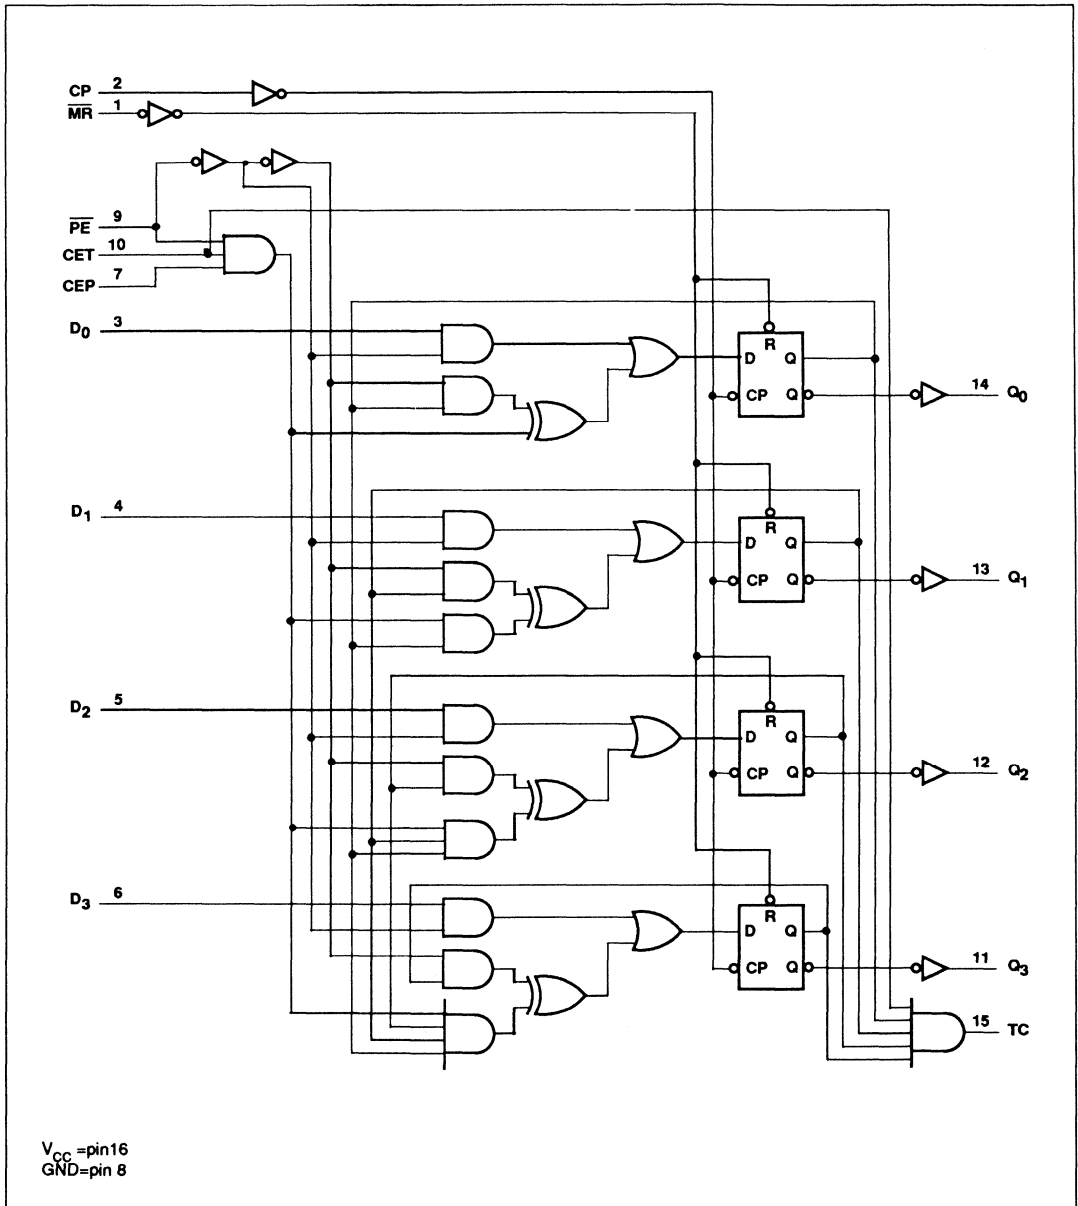 CP 2
MR 1
PE 9
CET 10
CEP 7
D0 3
R
D Q
CP Q 14 Q0
D1 4
R
D Q
CP Q 13 Q1
D2 5
R
D Q
CP Q 12 Q2
D3 6
R
D Q
CP Q 11 Q3
15 TC
VCC =pin16
GND=pin 8